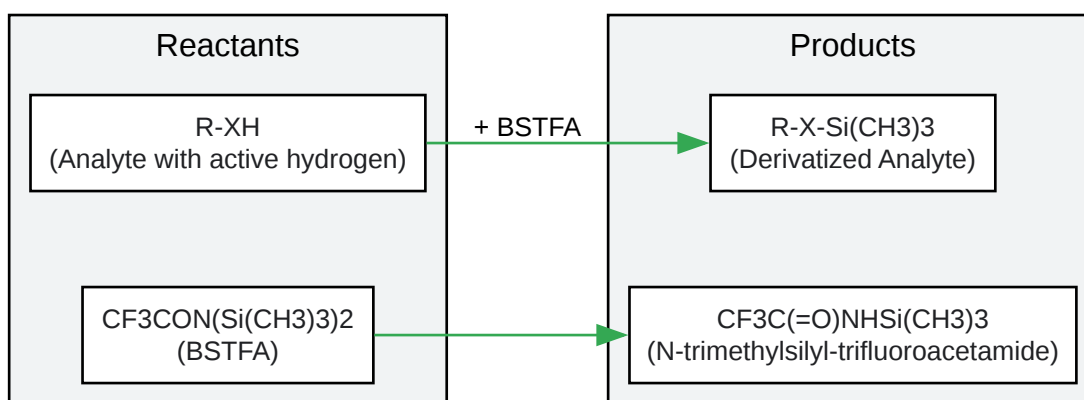 Reactants
Products
R-XH
(Analyte with active hydrogen)
+ BSTFA
R-X-Si(CH3)3
(Derivatized Analyte)
CF3CON(Si(CH3)3)2
(BSTFA)
CF3C(=O)NHSi(CH3)3
(N-trimethylsilyl-trifluoroacetamide)